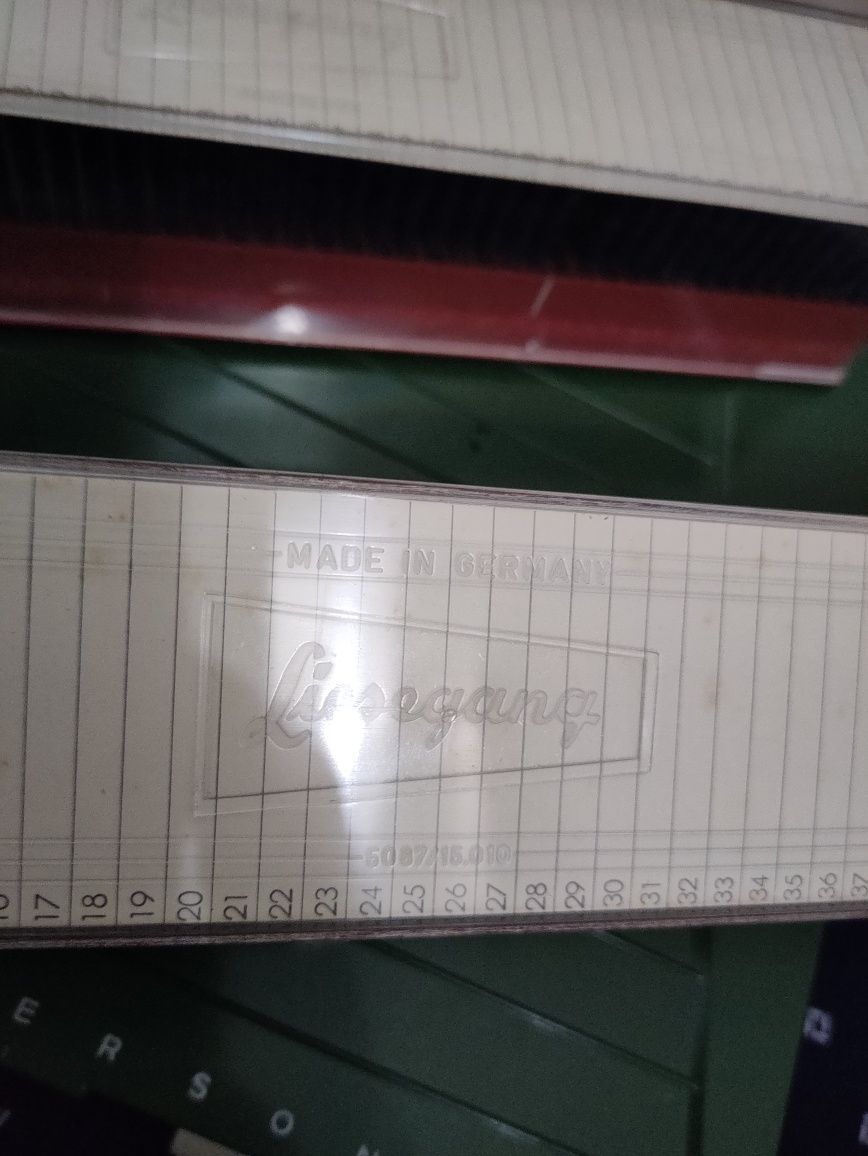 MADE IN GERMANY
Liesegang
5087/15.010
17 18 19 20 21 22 23 24 25 26 27 28 29 30 31 32 33 34 35 36 37
E R S O N